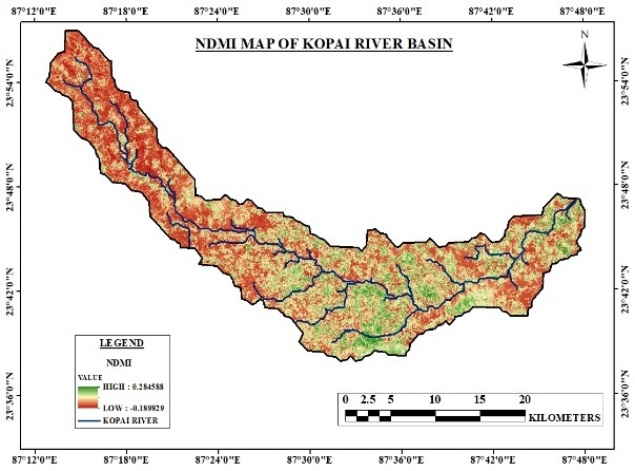 87°12'0"E 87°18'0"E 87°24'0"E 87°30'0"E 87°36'0"E 87°42'0"E 87°48'0"E
NDMI MAP OF KOPAI RIVER BASIN
N
23°54'0"N 23°54'0"N
23°48'0"N 23°48'0"N
23°42'0"N 23°42'0"N
23°36'0"N 23°36'0"N
LEGEND
NDMI
VALUE
HIGH : 0.284588
LOW : -0.189829
KOPAI RIVER
0 2.5 5 10 15 20
KILOMETERS
87°12'0"E 87°18'0"E 87°24'0"E 87°30'0"E 87°36'0"E 87°42'0"E 87°48'0"E